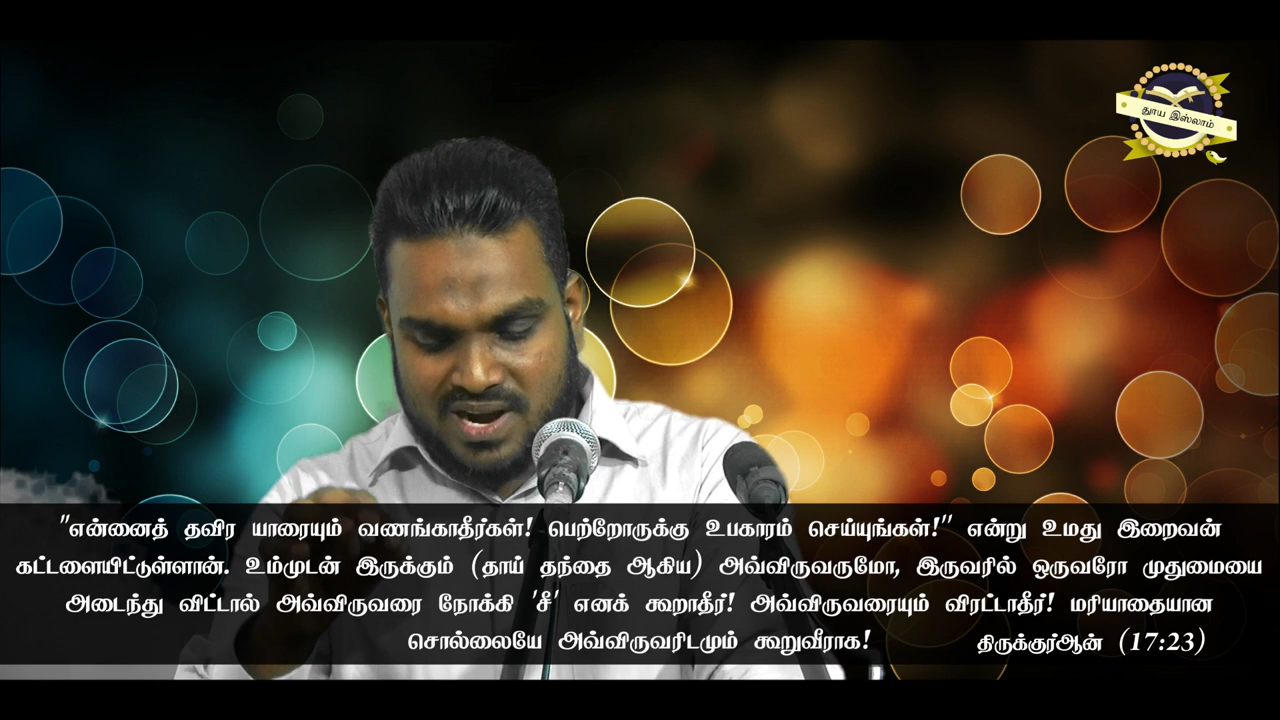 தூய இஸ்லாம்
"என்னைத் தவிர யாரையும் வணங்காதீர்கள்! பெற்றோருக்கு உபகாரம் செய்யுங்கள்!" என்று உமது இறைவன்
கட்டளையிட்டுள்ளான். உம்முடன் இருக்கும் (தாய் தந்தை ஆகிய) அவ்விருவருமோ, இருவரில் ஒருவரோ முதுமையை
அடைந்து விட்டால் அவ்விருவரை நோக்கி 'சீ' எனக் கூறாதீர்! அவ்விருவரையும் விரட்டாதீர்! மரியாதையான
சொல்லையே அவ்விருவரிடமும் கூறுவீராக! திருக்குர்ஆன் (17:23)